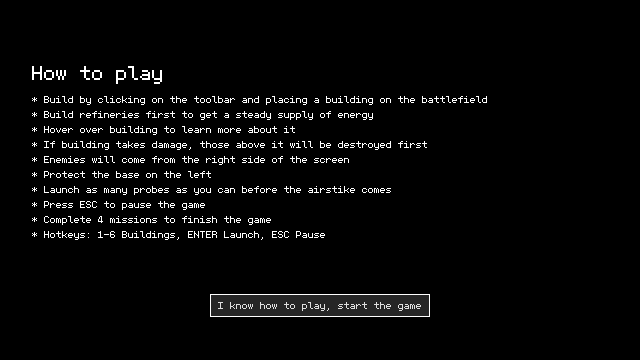 How to play
* Build by clicking on the toolbar and placing a building on the battlefield
* Build refineries first to get a steady supply of energy
* Hover over building to learn more about it
* If building takes damage, those above it will be destroyed first
* Enemies will come from the right side of the screen
* Protect the base on the left
* Launch as many probes as you can before the airstike comes
* Press ESC to pause the game
* Complete 4 missions to finish the game
* Hotkeys: 1-6 Buildings, ENTER Launch, ESC Pause
I know how to play, start the game